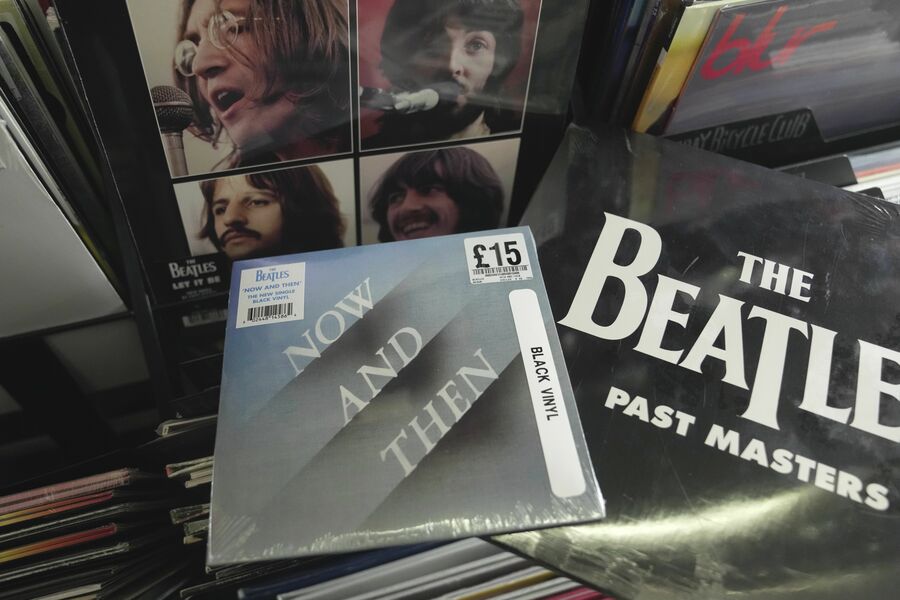 blur
BICYCLE CLUB
THE
BEATLES
LET IT BE
THE
BEATLES
'NOW AND THEN'
THE NEW SINGLE
BLACK VINYL
£15
NOW
AND
THEN
BLACK VINYL
THE
BEATLE
PAST MASTERS